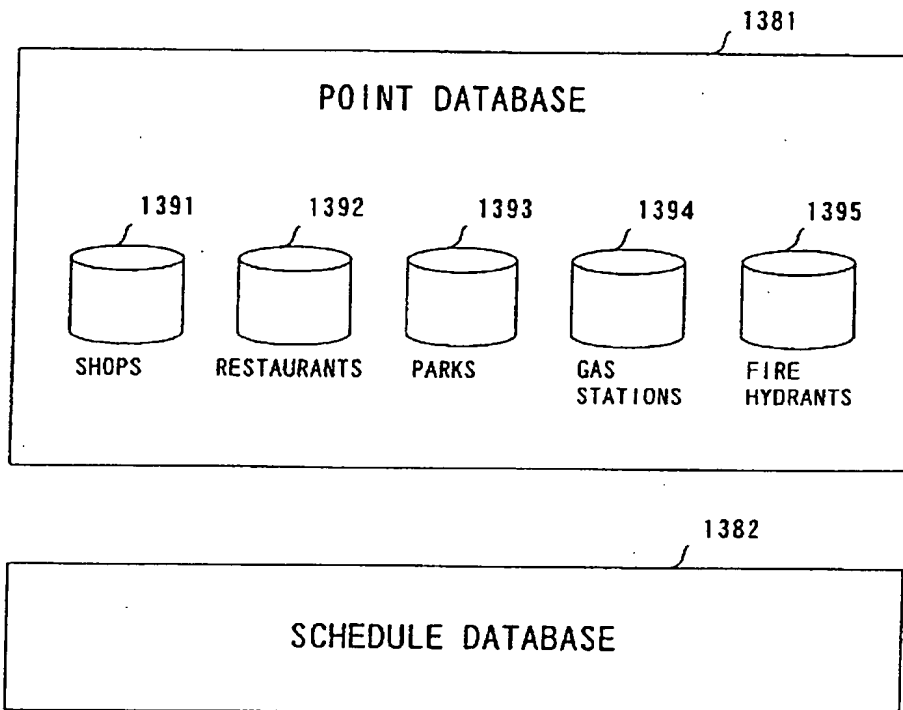 1381
POINT DATABASE
1391 1392 1393 1394 1395
SHOPS RESTAURANTS PARKS GAS STATIONS FIRE HYDRANTS
1382
SCHEDULE DATABASE